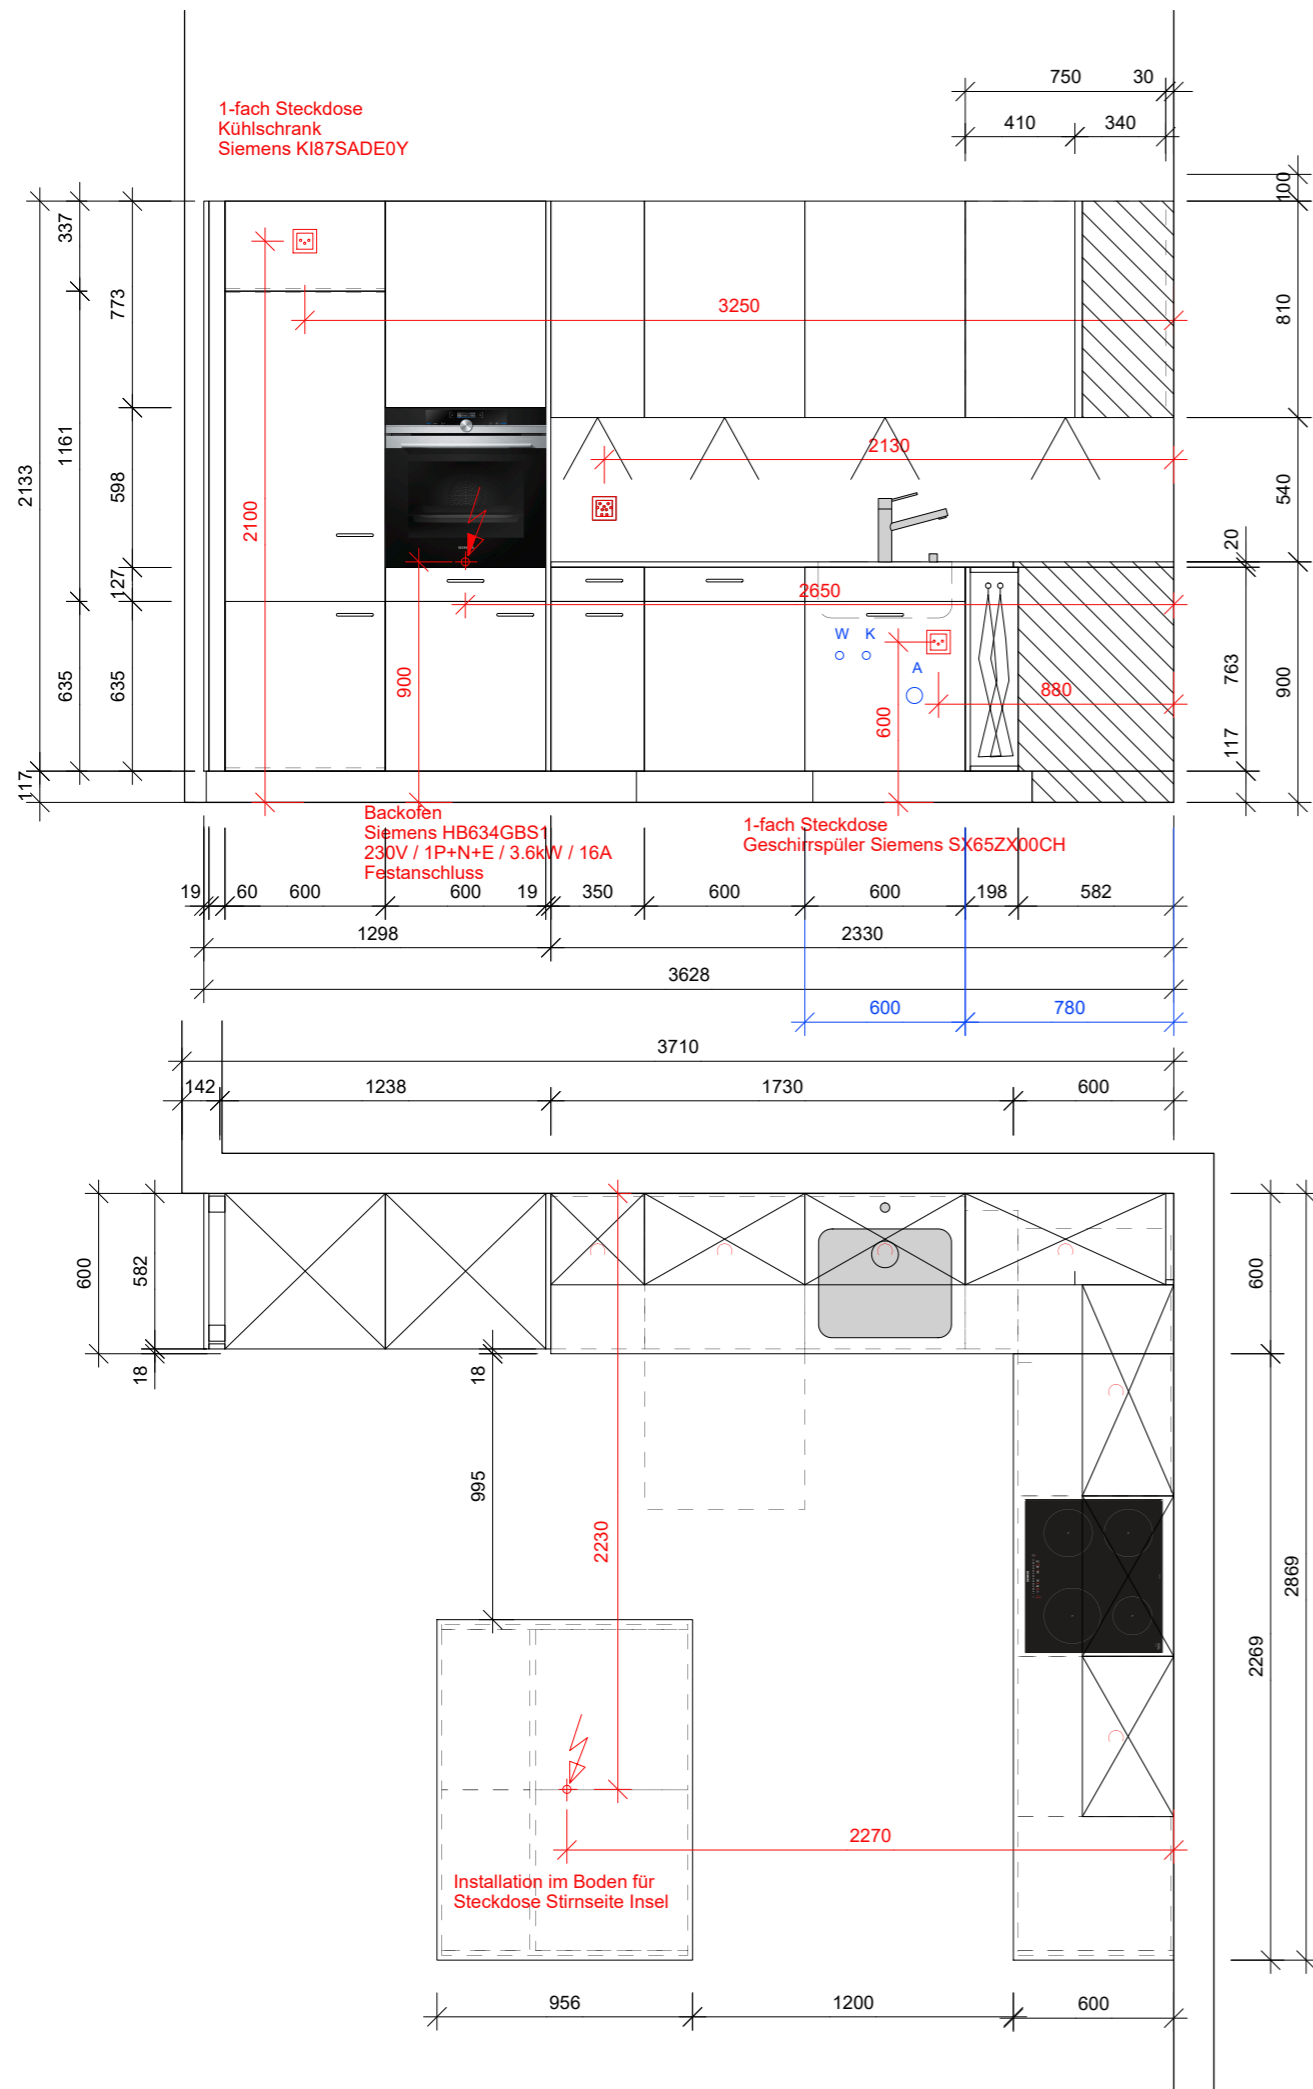 750
30
410
340
1-fach Steckdose
Kühlschrank
Siemens KI87SADE0Y
100
337
773
3250
810
2133
1161
598
2100
2130
540
20
127
2650
W K
A
635
635
900
600
880
763
900
117
117
Backofen
Siemens HB634GBS1
230V / 1P+N+E / 3.6kW / 16A
Festanschluss
1-fach Steckdose
Geschirrspüler Siemens SX65ZX00CH
19 60 600 600 19 350 600 600 198 582
1298 2330
3628
600 780
3710
142 1238 1730 600
600
582
600
18
18
995
2230
2869
2269
2270
Installation im Boden für
Steckdose Stirnseite Insel
956 1200 600